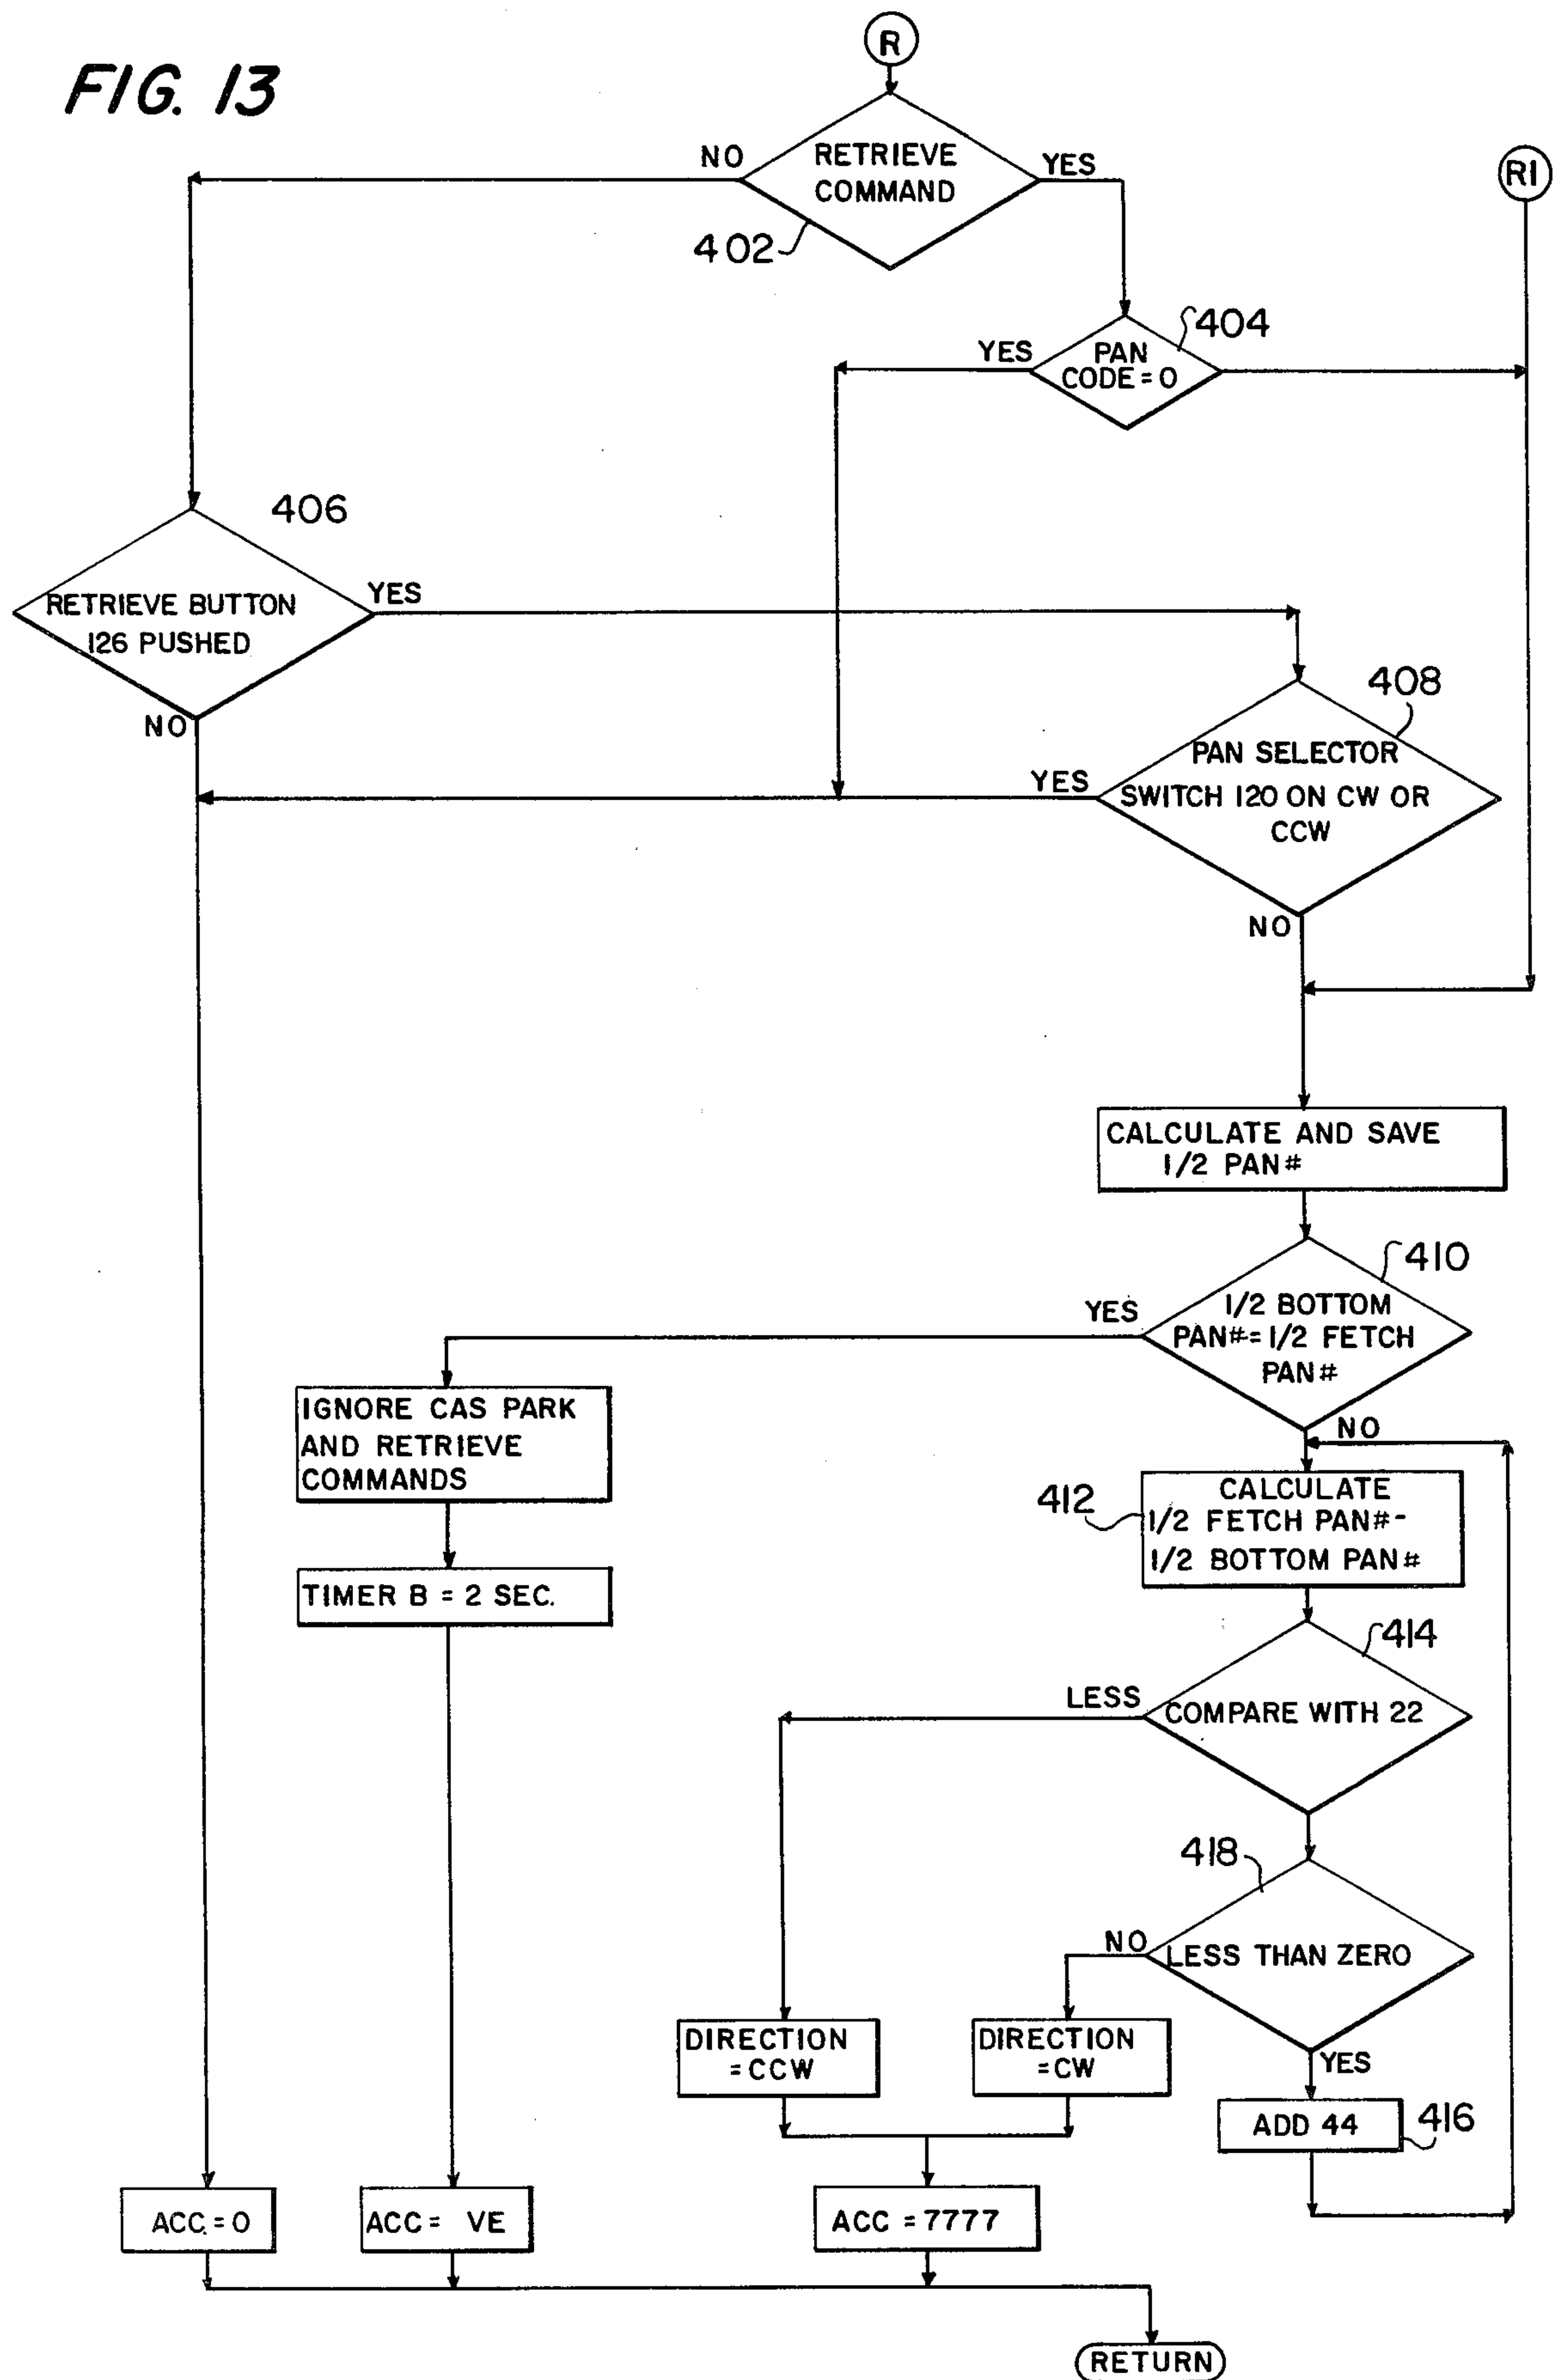 FIG. 13
R
NO
RETRIEVE
COMMAND
YES
402
R1
YES
PAN
CODE=0
404
406
RETRIEVE BUTTON
126 PUSHED
YES
NO
408
YES
PAN SELECTOR
SWITCH 120 ON CW OR
CCW
NO
CALCULATE AND SAVE
1/2 PAN#
410
YES
1/2 BOTTOM
PAN#=1/2 FETCH
PAN#
NO
IGNORE CAS PARK
AND RETRIEVE
COMMANDS
412
CALCULATE
1/2 FETCH PAN#-
1/2 BOTTOM PAN#
TIMER B = 2 SEC.
414
LESS
COMPARE WITH 22
418
NO
LESS THAN ZERO
YES
DIRECTION
=CCW
DIRECTION
=CW
ADD 44
416
ACC.=0
ACC= VE
ACC =7777
RETURN